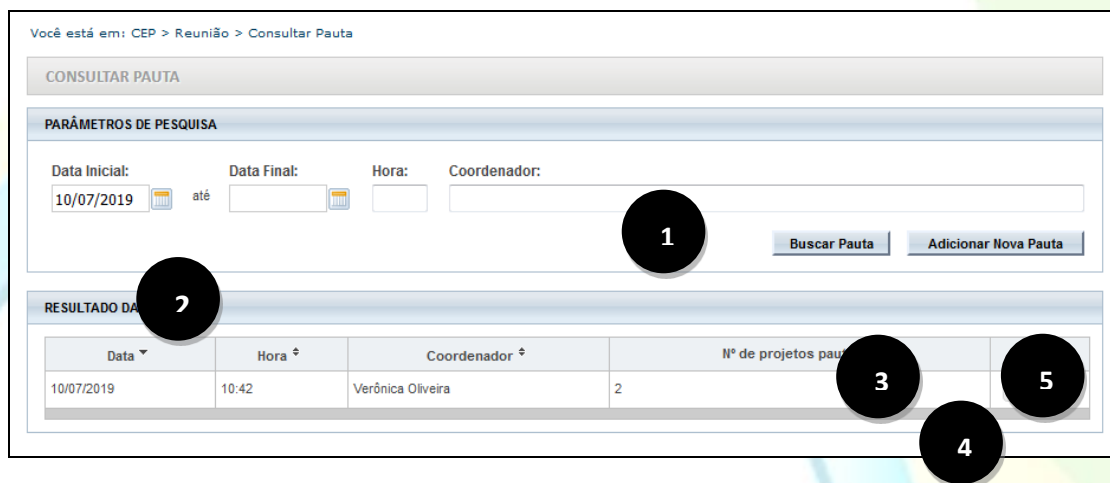 Você está em: CEP > Reunião > Consultar Pauta
CONSULTAR PAUTA
PARÂMETROS DE PESQUISA
Data Inicial: Data Final: Hora: Coordenador:
10/07/2019 até
1
Buscar Pauta Adicionar Nova Pauta
2
RESULTADO DA
Data Hora Coordenador Nº de projetos
10/07/2019 10:42 Verônica Oliveira 2
3 5
4